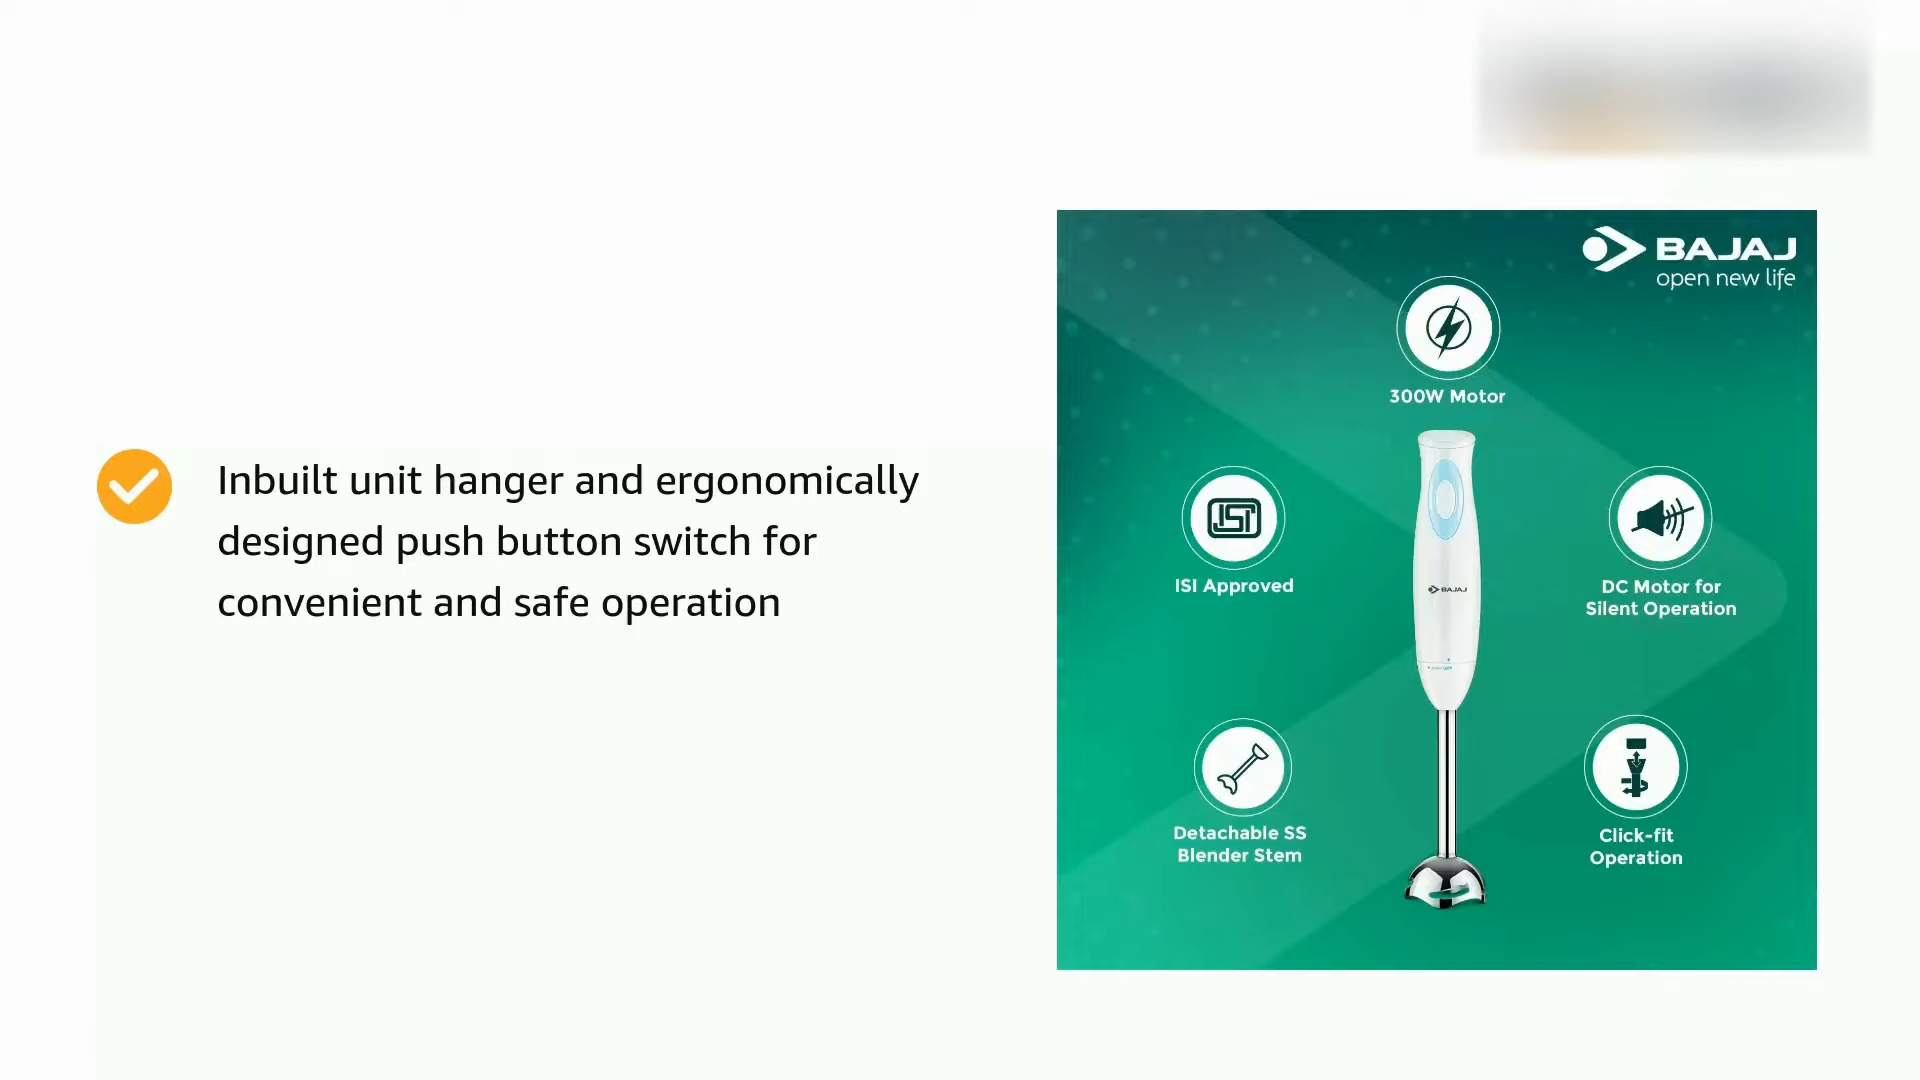 Inbuilt unit hanger and ergonomically
designed push button switch for
convenient and safe operation
BAJAJ
open new life
300W Motor
ISI
ISI Approved
DC Motor for
Silent Operation
BAJAJ
Detachable SS
Blender Stem
Click-fit
Operation